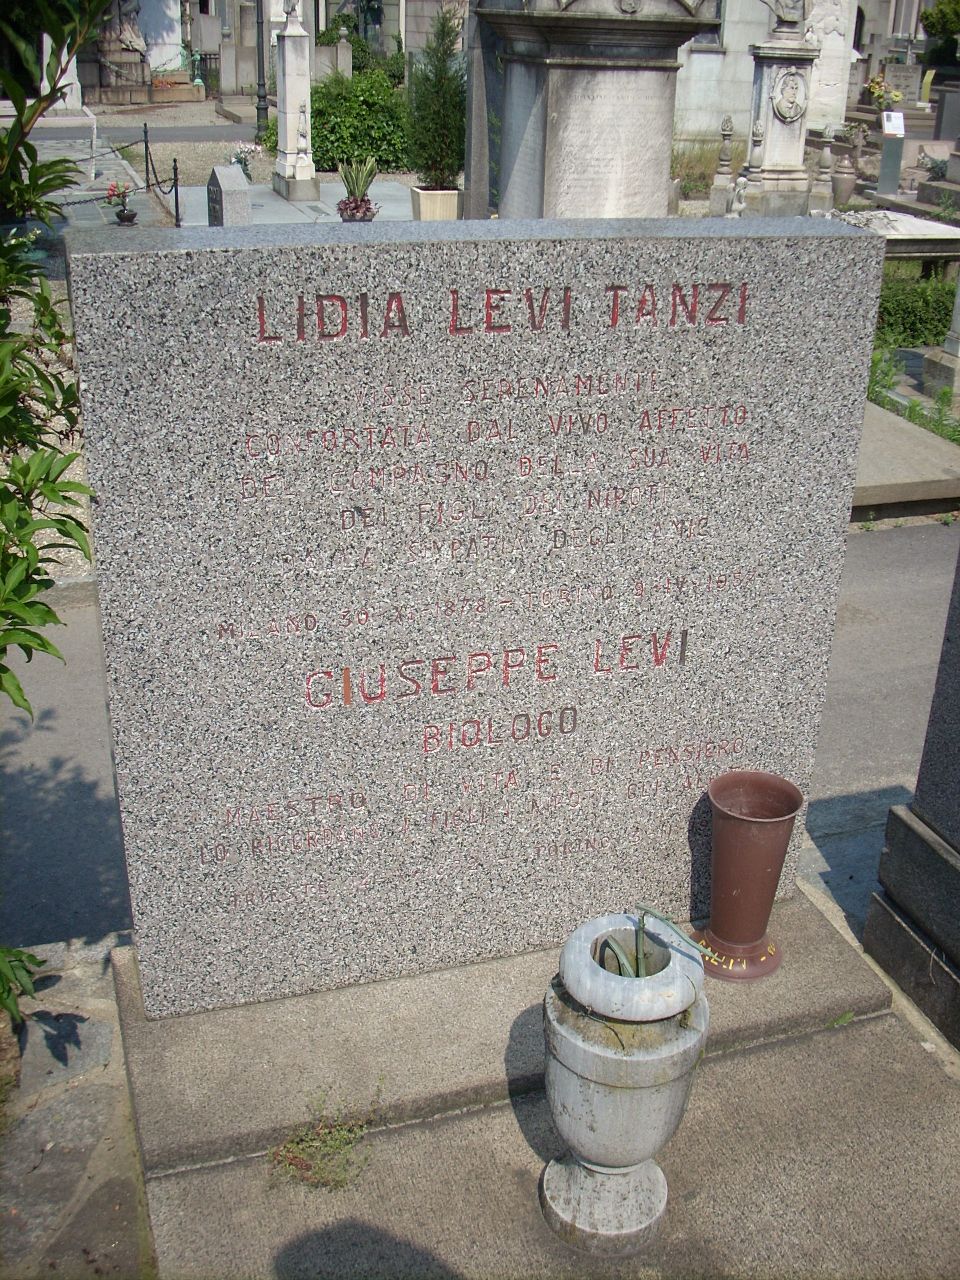 LIDIA LEVI TANZI
VISSE SERENAMENTE
CONFORTATA DAL VIVO AFFETTO
DEL COMPAGNO DELLA SUA VITA
DEI FIGLI DEI NIPOTI
DALLA SIMPATIA DEGLI AMICI
MILANO 30·XI·1878 - TORINO 9·IV·1957
GIUSEPPE LEVI
BIOLOGO
MAESTRO DI VITA E DI PENSIERO
LO RICORDANO I FIGLI I NIPOTI GLI
TRIESTE TORINO